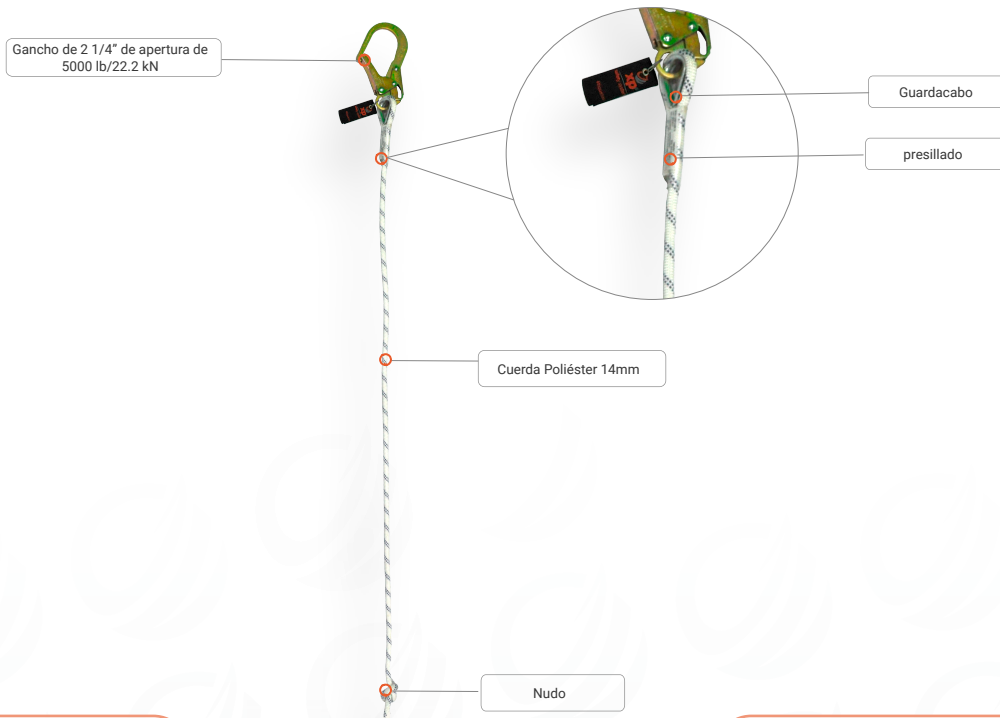 Gancho de 2 1/4” de apertura de
5000 lb/22.2 kN
Guardacabo
presillado
Cuerda Poliéster 14mm
Nudo